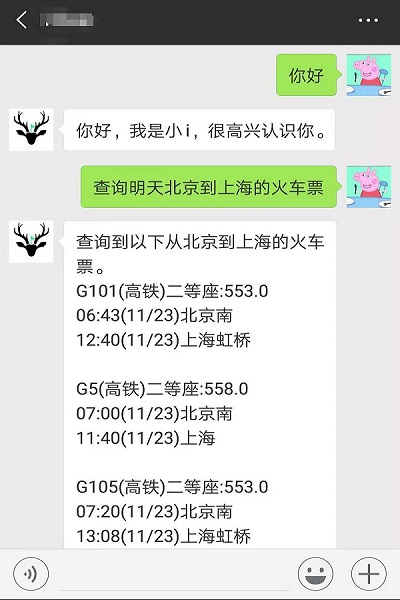 你好
你好，我是小i，很高兴认识你。
查询明天北京到上海的火车票
查询到以下从北京到上海的火车
票。
G101(高铁)二等座:553.0
06:43(11/23)北京南
12:40(11/23)上海虹桥
G5(高铁)二等座:558.0
07:00(11/23)北京南
11:40(11/23)上海
G105(高铁)二等座:553.0
07:20(11/23)北京南
13:08(11/23)上海虹桥